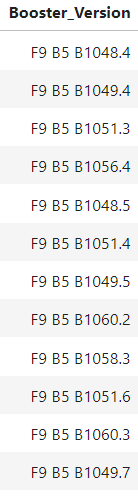 Booster_Version
F9 B5 B1048.4
F9 B5 B1049.4
F9 B5 B1051.3
F9 B5 B1056.4
F9 B5 B1048.5
F9 B5 B1051.4
F9 B5 B1049.5
F9 B5 B1060.2
F9 B5 B1058.3
F9 B5 B1051.6
F9 B5 B1060.3
F9 B5 B1049.7